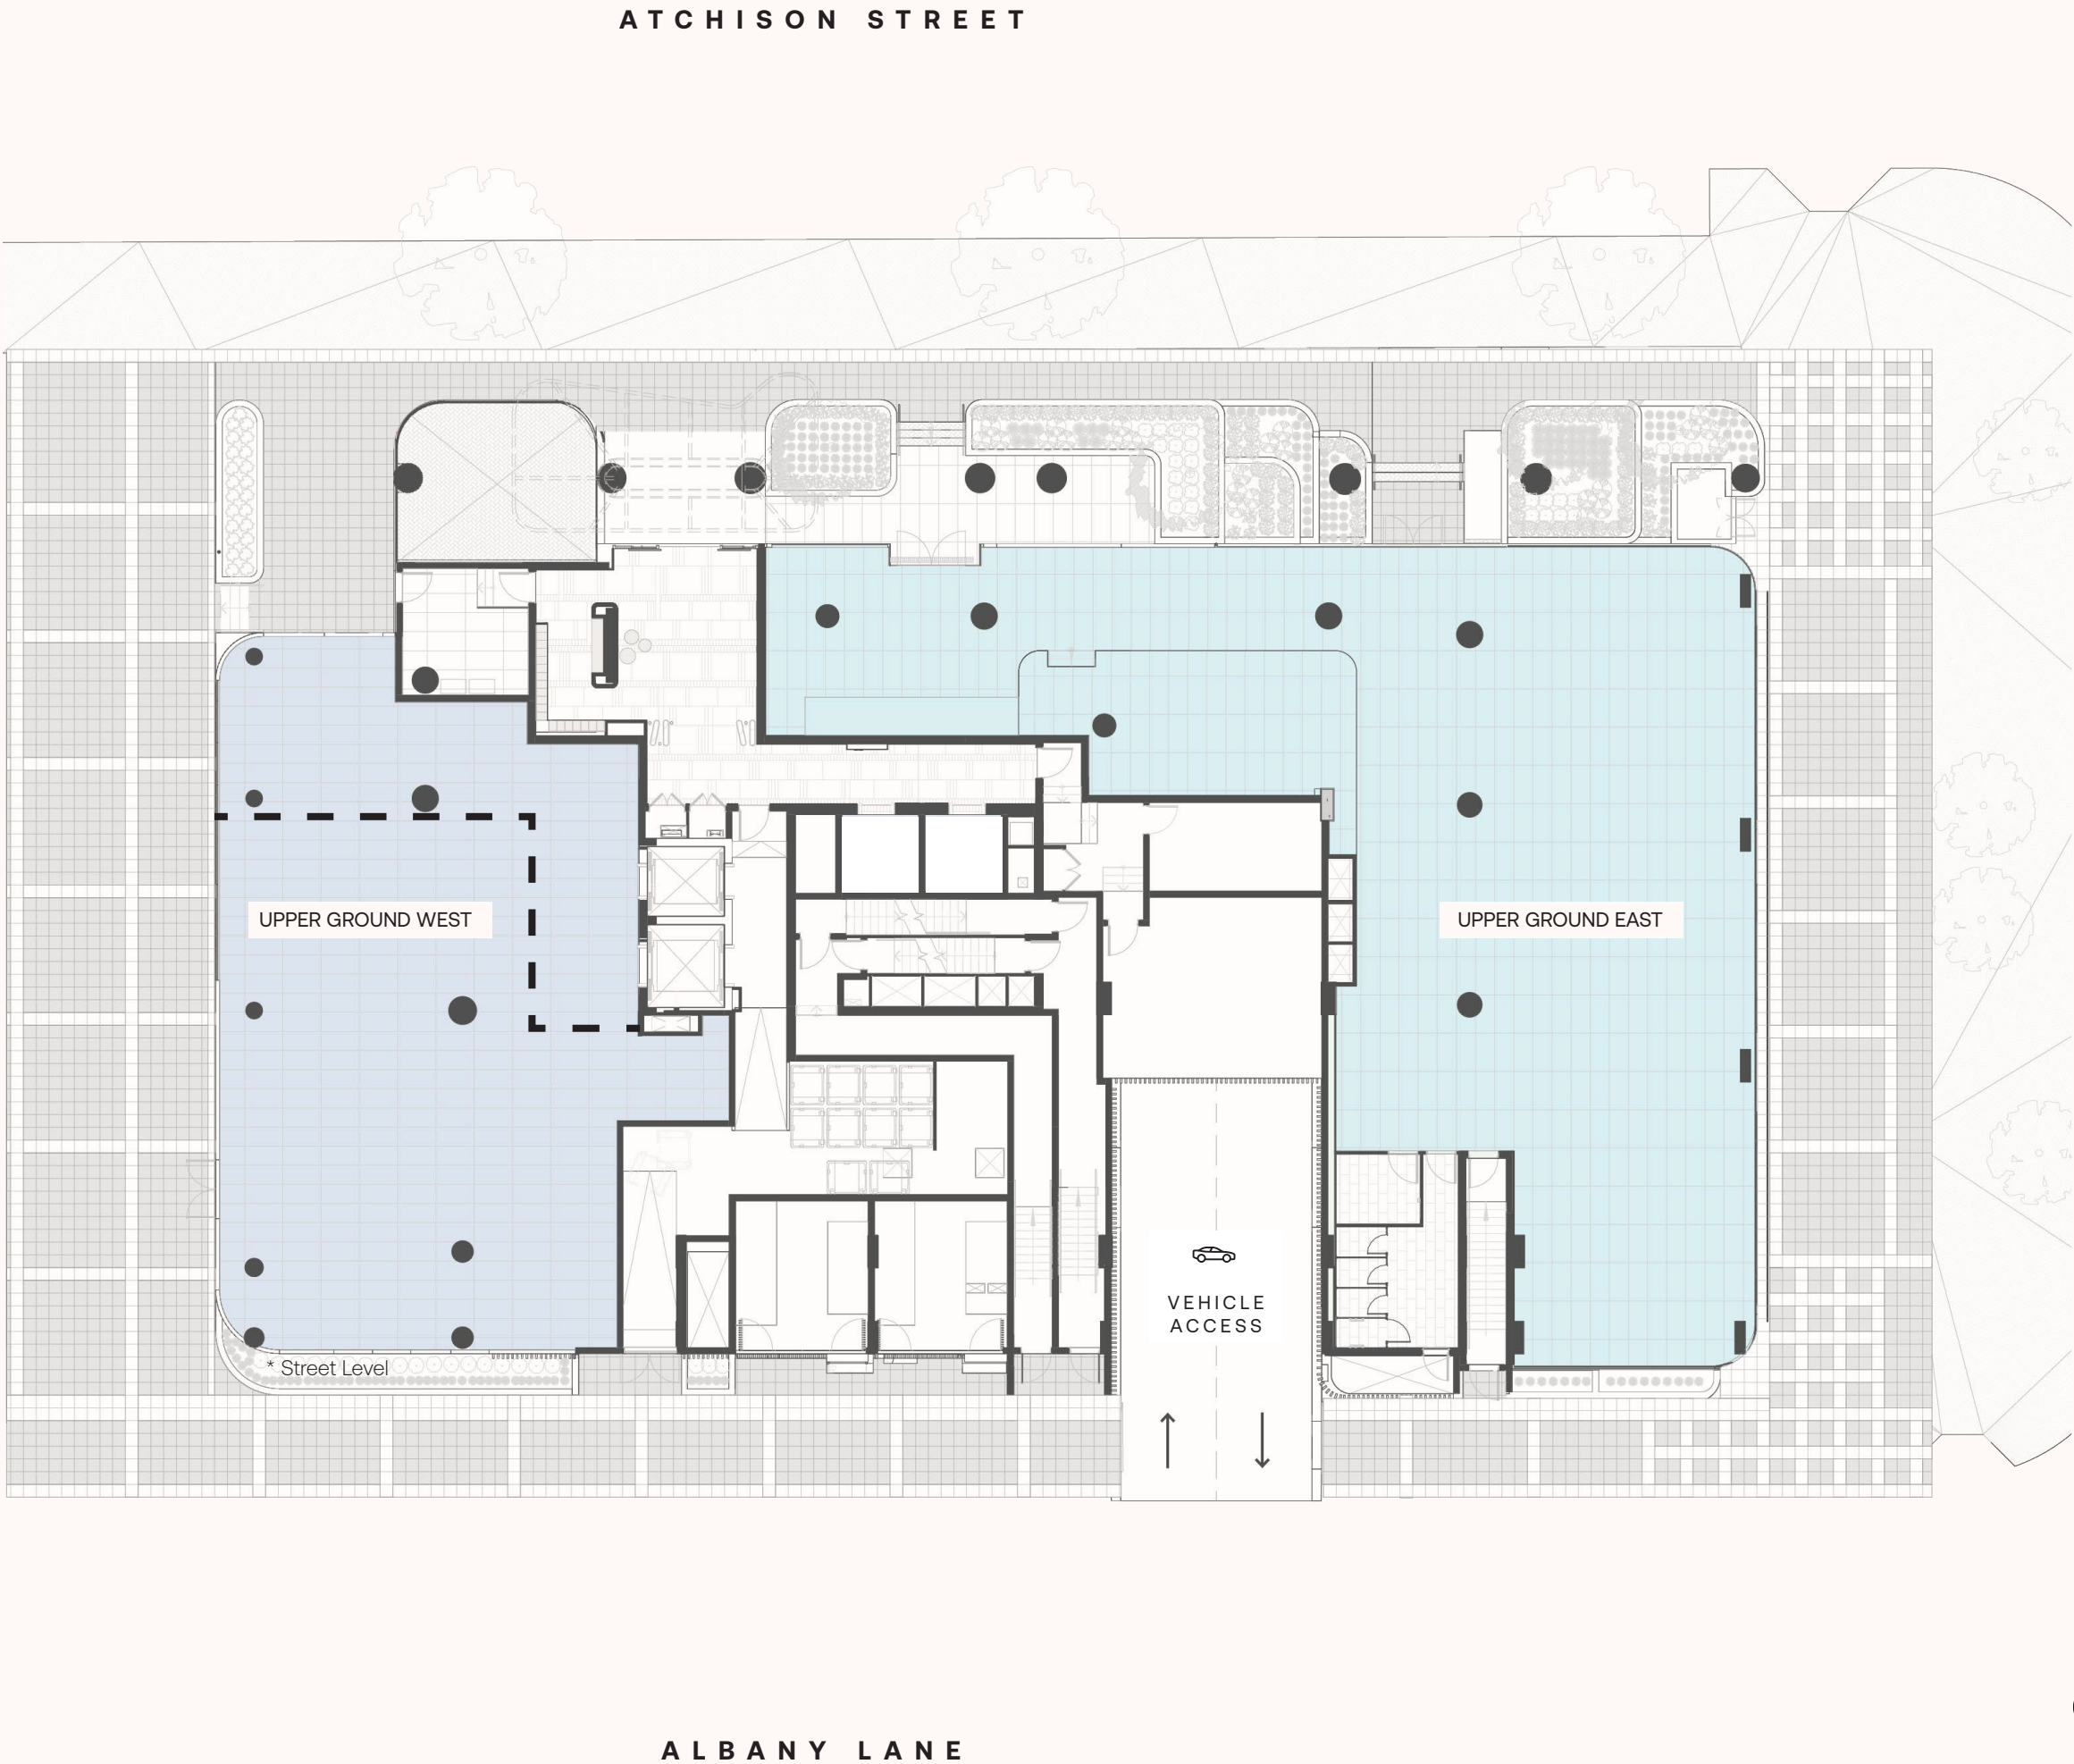 ATCHISON STREET
UPPER GROUND WEST
UPPER GROUND EAST
VEHICLE
ACCESS
* Street Level
ALBANY LANE